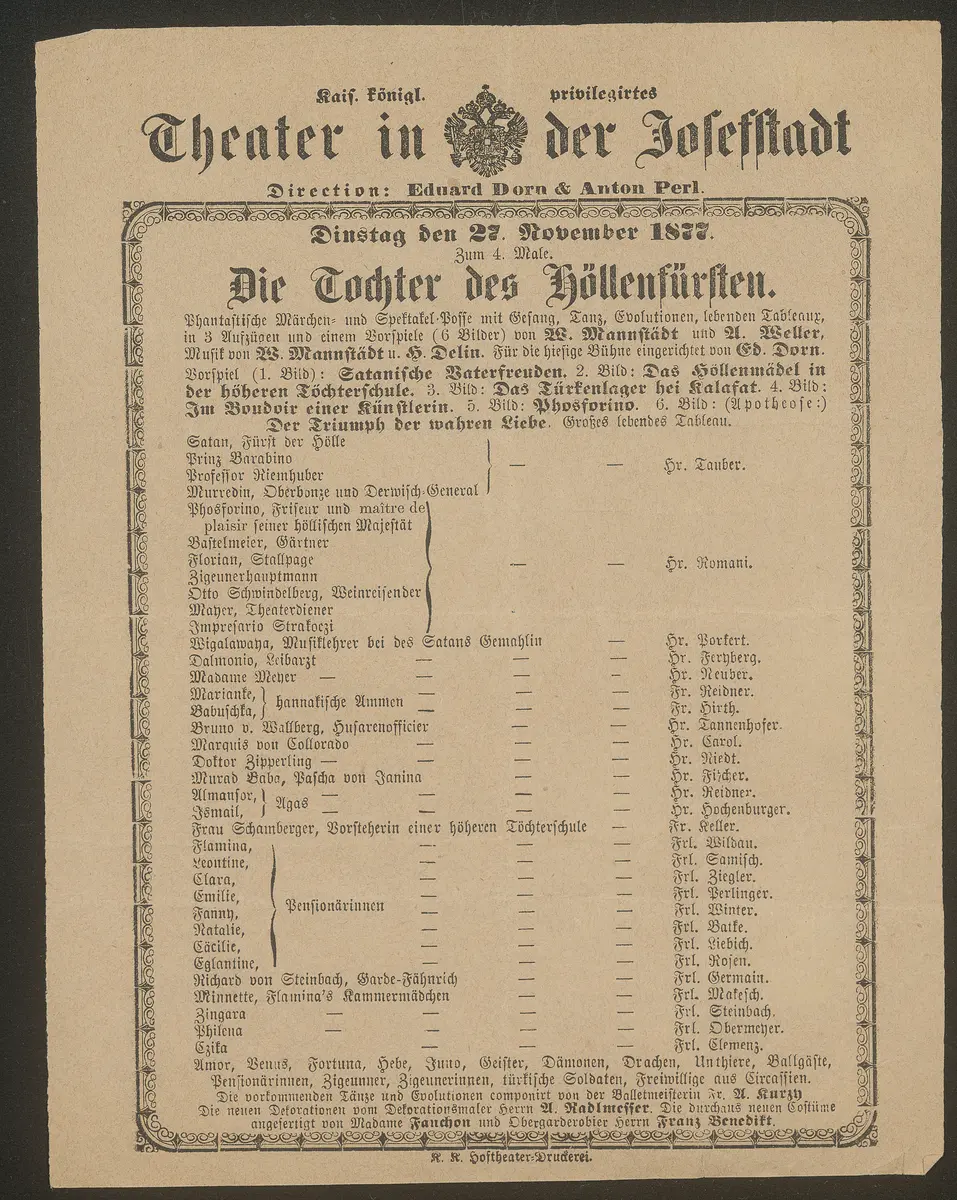 Kais. königl. privilegirtes
Theater in der Josefstadt
Direction: Eduard Dorn & Anton Perl.
Dinstag den 27. November 1877.
Zum 4. Male.
Die Tochter des Höllenfürsten.
Phantastische Märchen- und Spektakel-Posse mit Gesang, Tanz, Evolutionen, lebenden Tableaux,
in 3 Aufzügen und einem Vorspiele (6 Bilder) von W. Mannstädt und A. Weller,
Musik von W. Mannstädt u. H. Delin. Für die hiesige Bühne eingerichtet von Ed. Dorn.
Vorspiel (1. Bild): Satanische Vaterfreuden. 2. Bild: Das Höllenmädel in
der höheren Töchterschule. 3. Bild: Das Türkenlager bei Kalafat. 4. Bild:
Im Boudoir einer Künstlerin. 5. Bild: Phosforino. 6. Bild: (Apotheose:)
Der Triumph der wahren Liebe. Großes lebendes Tableau.
Satan, Fürst der Hölle
Prinz Barabino
Professor Riemhuber
Murredin, Oberbonze und Derwisch-General
— — Hr. Tauber.
Phosforino, Friseur und maître de
plaisir seiner höllischen Majestät
Bastelmeier, Gärtner
Florian, Stallpage
Zigeunerhauptmann
Otto Schwindelberg, Weinreisender
Mayer, Theaterdiener
Impresario Strakoczi
— — Hr. Romani.
Wigalawaya, Musiklehrer bei des Satans Gemahlin — Hr. Porkert.
Dalmonio, Leibarzt — — — Hr. Feryberg.
Madame Meyer — — — Hr. Neuber.
Marianke, — — — Fr. Reidner.
hannakische Ammen
Babuschka, — — — Fr. Hirth.
Bruno v. Wallberg, Husarenofficier — — Hr. Tannenhofer.
Marquis von Collorado — — — Hr. Carol.
Doktor Zipperling — — — — Hr. Niedt.
Murad Baba, Pascha von Janina — — Hr. Fischer.
Almansor, — — — — Hr. Reidner.
Agas
Ismail, — — — — Hr. Hochenburger.
Frau Schamberger, Vorsteherin einer höheren Töchterschule — Fr. Keller.
Flamina, — — — Frl. Wildau.
Leontine, — — — Frl. Samisch.
Clara, — — — Frl. Ziegler.
Emilie, — — — Frl. Perlinger.
Pensionärinnen
Fanny, — — — Frl. Winter.
Natalie, — — — Frl. Batke.
Cäcilie, — — — Frl. Liebich.
Eglantine, — — — Frl. Rosen.
Richard von Steinbach, Garde-Fähnrich — — Frl. Germain.
Minnette, Flamina's Kammermädchen — — Frl. Makesch.
Zingara — — — — Frl. Steinbach.
Philena — — — — Frl. Obermeyer.
Czika — — — Frl. Clemenz.
Amor, Venus, Fortuna, Hebe, Juno, Geister, Dämonen, Drachen, Unthiere, Ballgäste,
Pensionärinnen, Zigeunner, Zigeunerinnen, türkische Soldaten, Freiwillige aus Circassien.
Die vorkommenden Tänze und Evolutionen componirt von der Balletmeisterin Fr. A. Kurzy
Die neuen Dekorationen vom Dekorationsmaler Herrn A. Radlmesser. Die durchaus neuen Costüme
angefertigt von Madame Fauchon und Obergarderobier Herrn Franz Benedikt.
K. K. Hoftheater-Druckerei.